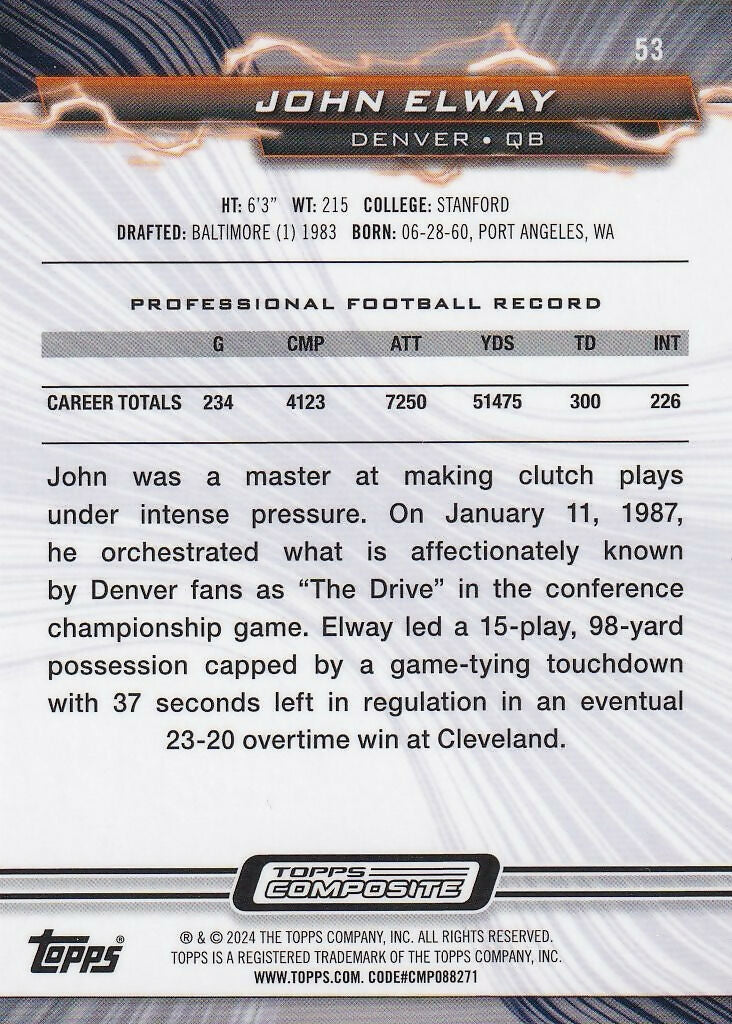 53
JOHN ELWAY
DENVER • QB
HT: 6'3” WT: 215 COLLEGE: STANFORD
DRAFTED: BALTIMORE (1) 1983 BORN: 06-28-60, PORT ANGELES, WA
PROFESSIONAL FOOTBALL RECORD
G CMP ATT YDS TD INT
CAREER TOTALS 234 4123 7250 51475 300 226
John was a master at making clutch plays
under intense pressure. On January 11, 1987,
he orchestrated what is affectionately known
by Denver fans as “The Drive” in the conference
championship game. Elway led a 15-play, 98-yard
possession capped by a game-tying touchdown
with 37 seconds left in regulation in an eventual
23-20 overtime win at Cleveland.
TOPPS
COMPOSITE
Topps®
® & © 2024 THE TOPPS COMPANY, INC. ALL RIGHTS RESERVED.
TOPPS IS A REGISTERED TRADEMARK OF THE TOPPS COMPANY, INC.
WWW.TOPPS.COM. CODE#CMP088271